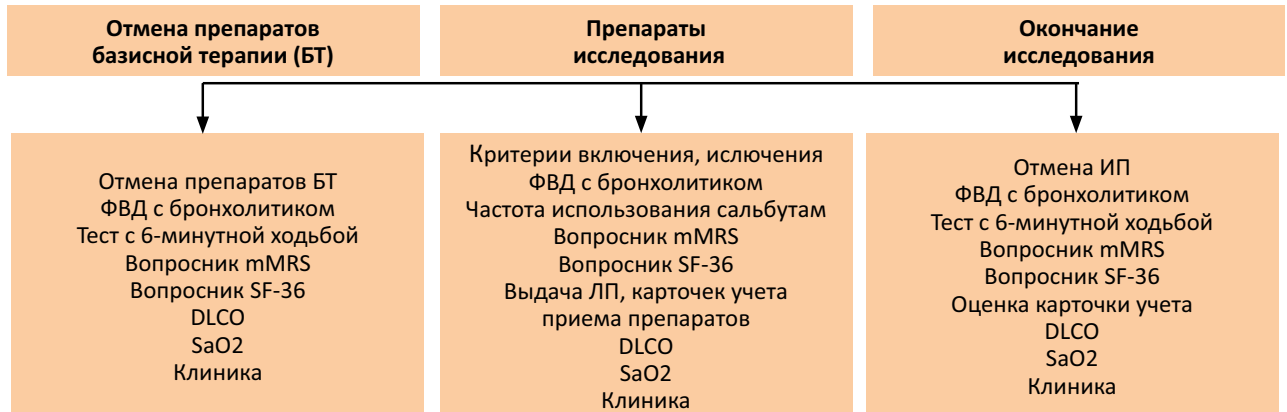 Отмена препаратов
базисной терапии (БТ)
Препараты
исследования
Окончание
исследования
Отмена препаратов БТ
ФВД с бронхолитиком
Тест с 6-минутной ходьбой
Вопросник mMRS
Вопросник SF-36
DLCO
SaO2
Клиника
Критерии включения, ислючения
ФВД с бронхолитиком
Частота использования сальбутам
Вопросник mMRS
Вопросник SF-36
Выдача ЛП, карточек учета
приема препаратов
DLCO
SaO2
Клиника
Отмена ИП
ФВД с бронхолитиком
Тест с 6-минутной ходьбой
Вопросник mMRS
Вопросник SF-36
Оценка карточки учета
DLCO
SaO2
Клиника